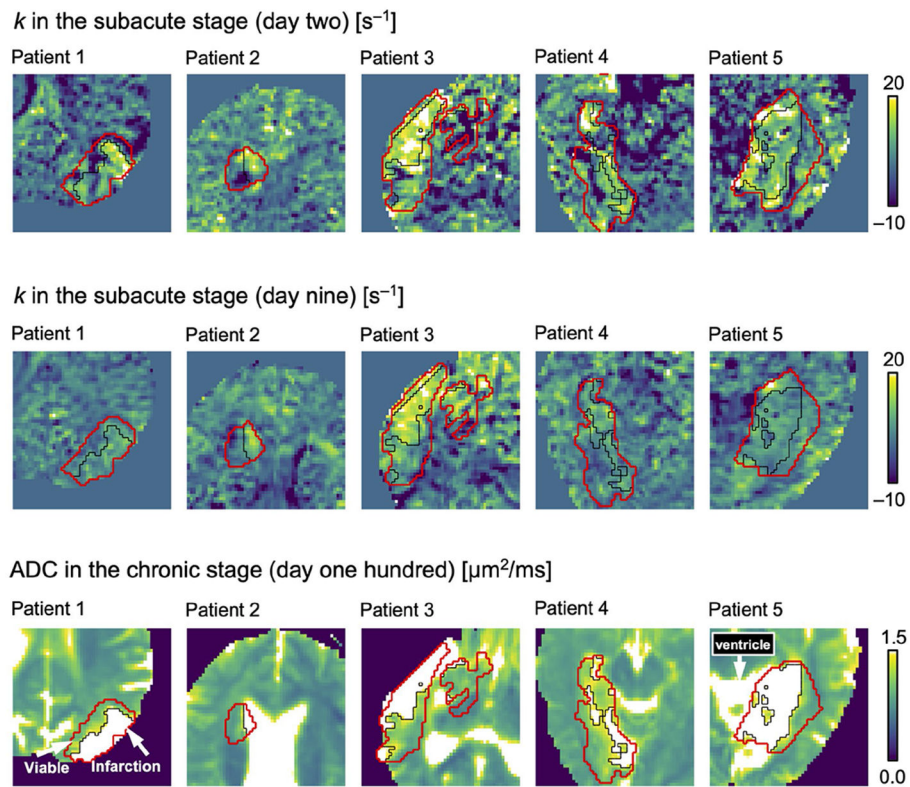 k in the subacute stage (day two) [s⁻¹]
Patient 1 Patient 2 Patient 3 Patient 4 Patient 5
20
–10
k in the subacute stage (day nine) [s⁻¹]
Patient 1 Patient 2 Patient 3 Patient 4 Patient 5
20
–10
ADC in the chronic stage (day one hundred) [μm²/ms]
Patient 1 Patient 2 Patient 3 Patient 4 Patient 5
1.5
ventricle
Viable Infarction
0.0